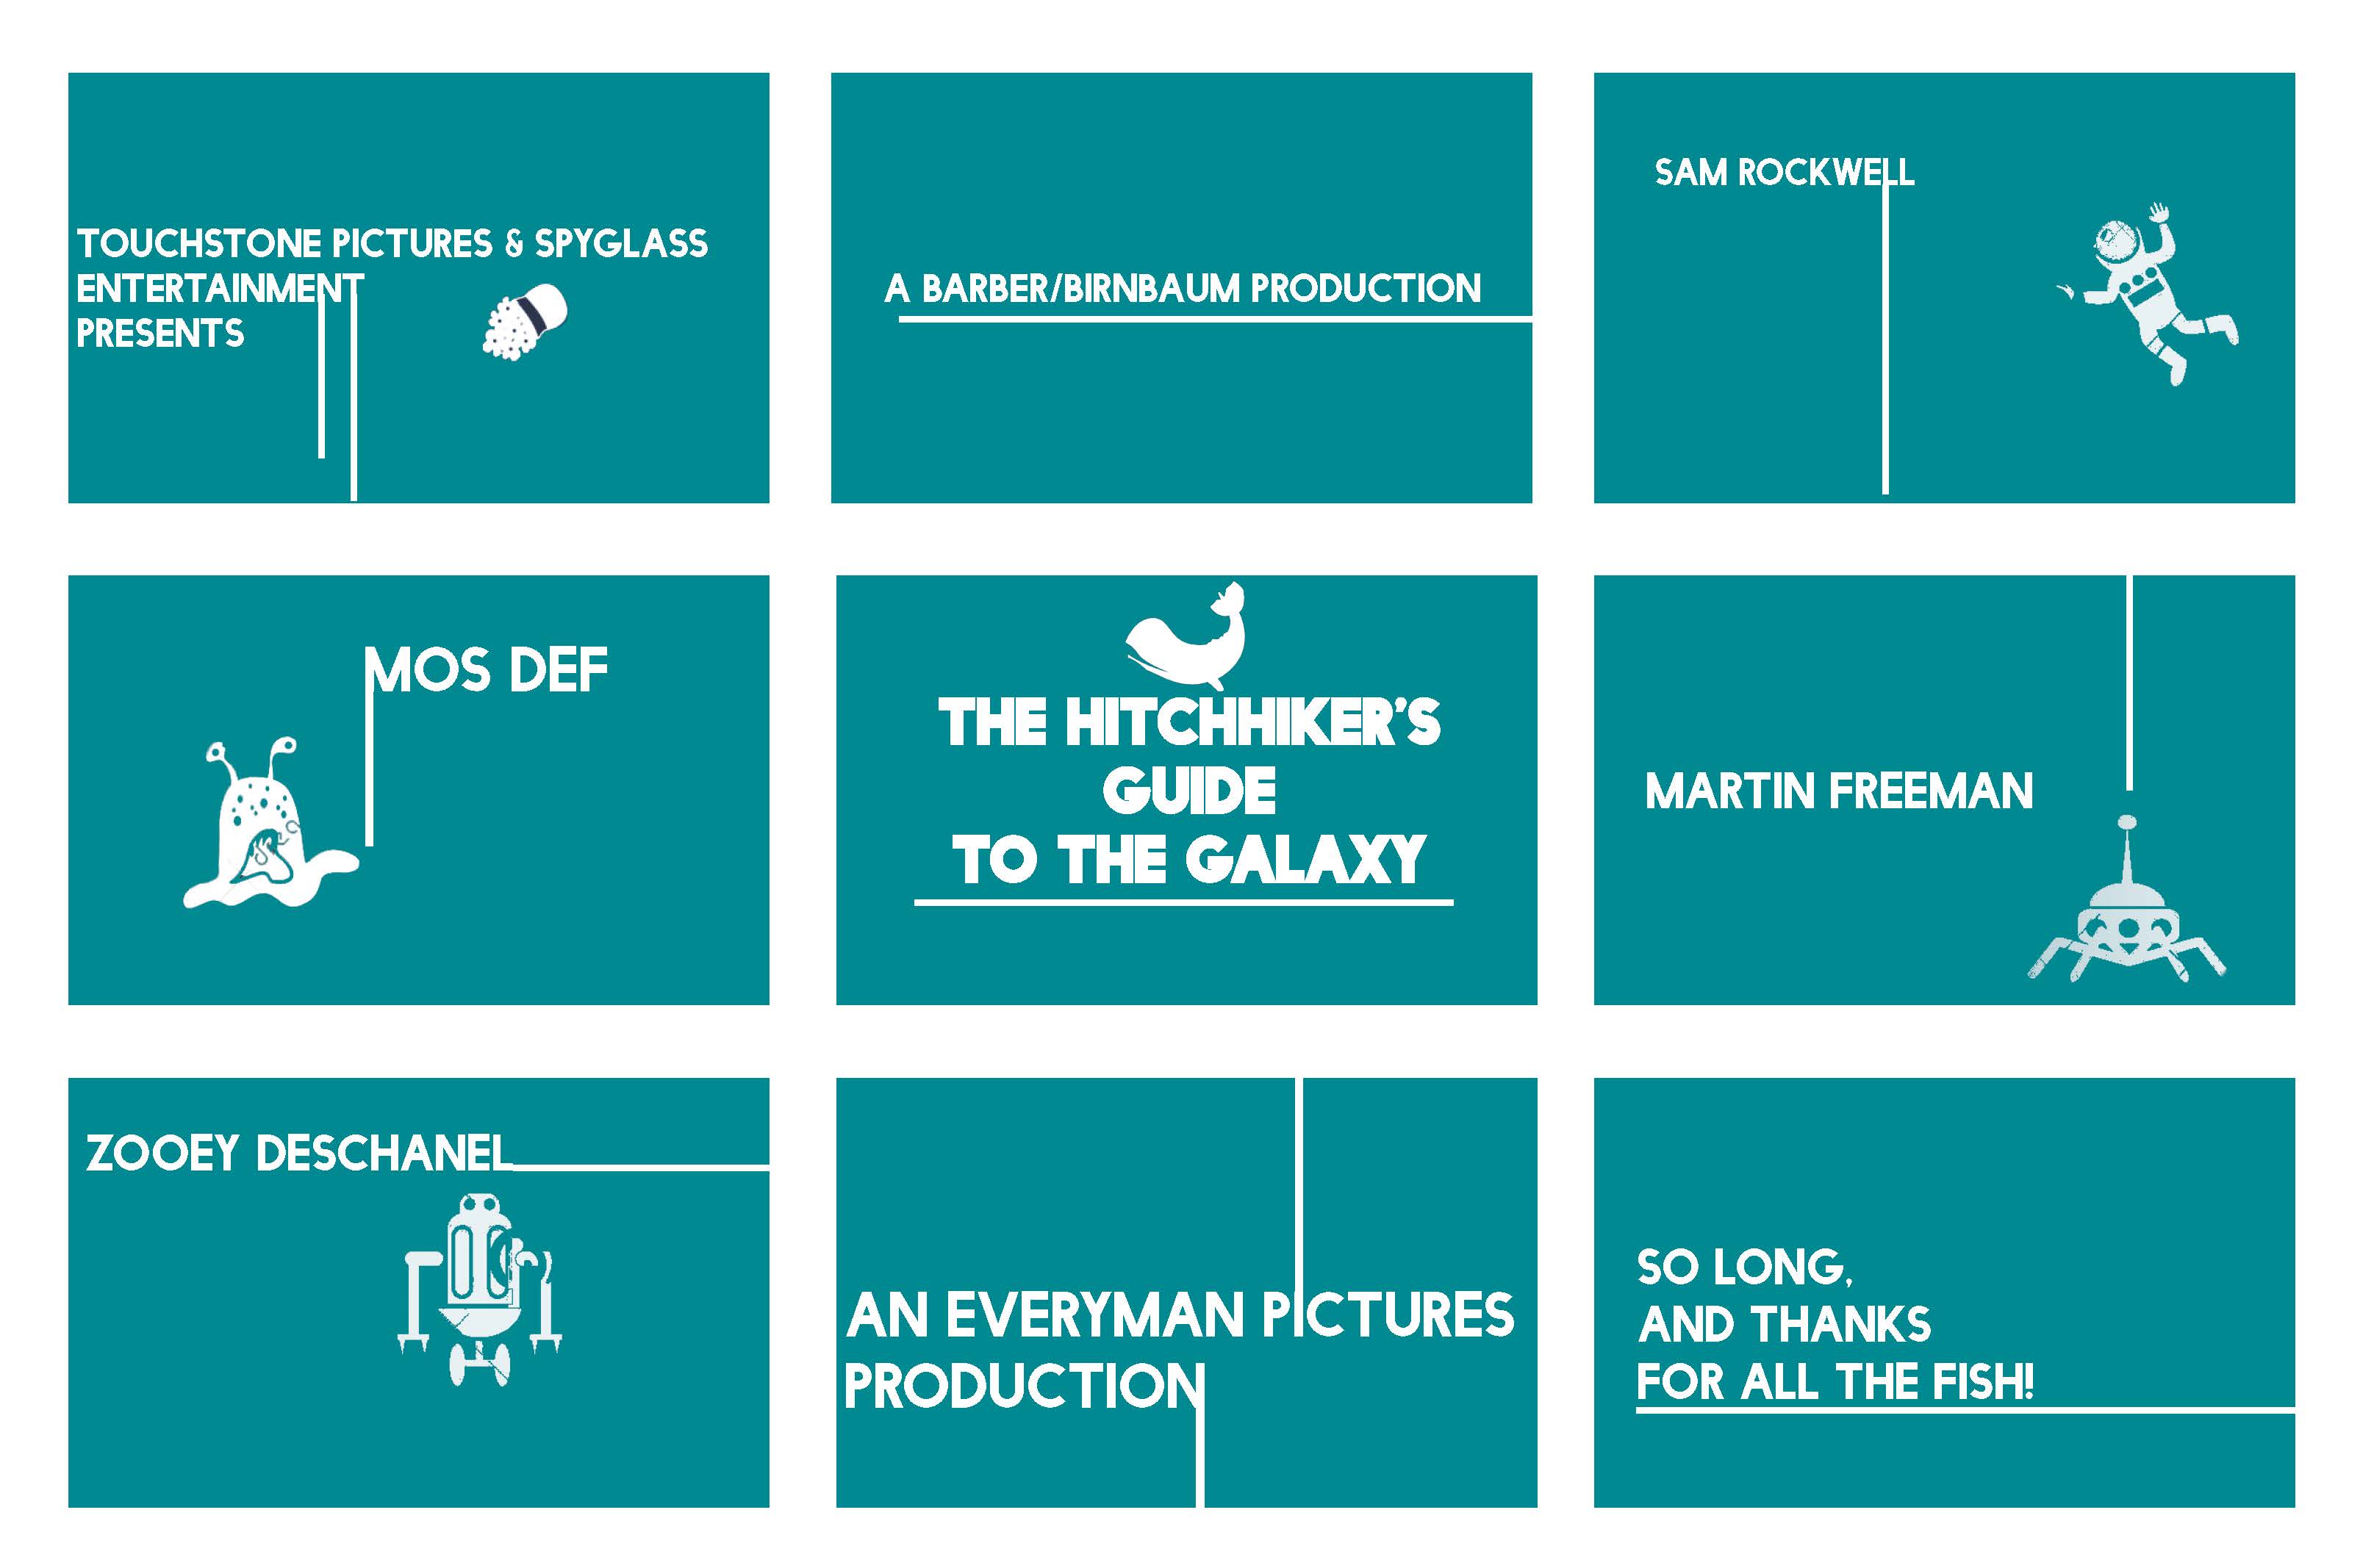 TOUCHSTONE PICTURES & SPYGLASS
ENTERTAINMENT
PRESENTS
A BARBER/BIRNBAUM PRODUCTION
SAM ROCKWELL
MOS DEF
THE HITCHHIKER'S
GUIDE
TO THE GALAXY
MARTIN FREEMAN
ZOOEY DESCHANEL
AN EVERYMAN PICTURES
PRODUCTION
SO LONG,
AND THANKS
FOR ALL THE FISH!